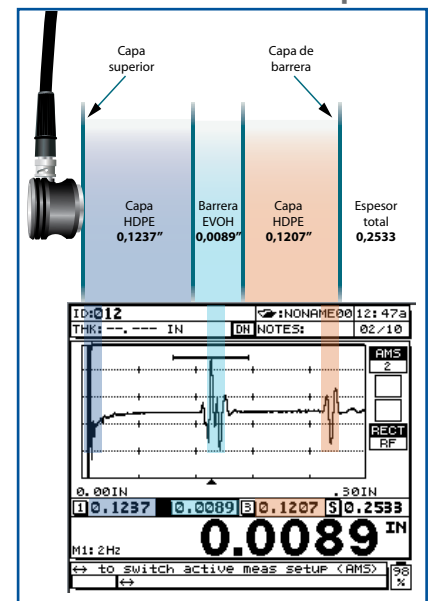 Capa superior
Capa de barrera
Capa HDPE 0,1237”
Barrera EVOH 0,0089”
Capa HDPE 0,1207”
Espesor total 0,2533
ID:012 :NONAME00 12:47a
THK:--.--- IN DN NOTES: 02/10
AMS
2
RECT
RF
0.00IN .30IN
1 0.1237 0.0089 3 0.1207 S 0.2533
0.0089 IN
M1:2Hz
↔ to switch active meas setup (AMS) 98
↔ %